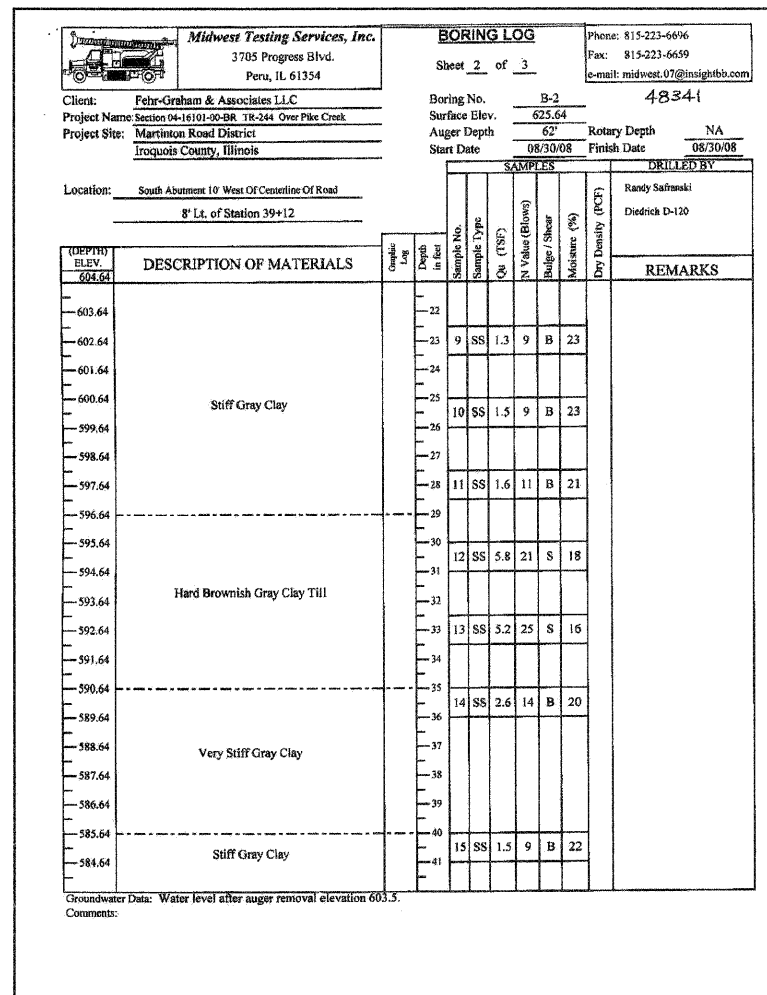 Midwest Testing Services, Inc.
3705 Progress Blvd.
Peru, IL 61354
BORING LOG
Sheet 2 of 3
Phone: 815-223-6696
Fax: 815-223-6659
e-mail: midwest.07@insightbb.com
Client: Fehr-Graham & Associates LLC
Project Name: Section 04-16101-00-BR TR-244 Over Pike Creek
Project Site: Martinton Road District
Iroquois County, Illinois
Boring No. B-2
48341
Surface Elev. 625.64
Auger Depth 62' Rotary Depth NA
Start Date 08/30/08 Finish Date 08/30/08
Location: South Abutment 10' West Of Centerline Of Road
8' Lt. of Station 39+12
SAMPLES
DRILLED BY
Randy Safranski
Diedrich D-120
(DEPTH)
ELEV.
604.64
DESCRIPTION OF MATERIALS
Graphic Log
Depth in feet
Sample No.
Sample Type
Qu (TSF)
N Value (Blows)
Bulge / Shear
Moisture (%)
Dry Density (PCF)
REMARKS
603.64 22
602.64 23 9 SS 1.3 9 B 23
601.64 24
600.64 25
Stiff Gray Clay
10 SS 1.5 9 B 23
599.64 26
598.64 27
597.64 28 11 SS 1.6 11 B 21
596.64 29
595.64 30
12 SS 5.8 21 S 18
594.64 31
Hard Brownish Gray Clay Till
593.64 32
592.64 33 13 SS 5.2 25 S 16
591.64 34
590.64 35
14 SS 2.6 14 B 20
589.64 36
588.64 37
Very Stiff Gray Clay
587.64 38
586.64 39
585.64 40
Stiff Gray Clay 15 SS 1.5 9 B 22
584.64 41
Groundwater Data: Water level after auger removal elevation 603.5.
Comments: